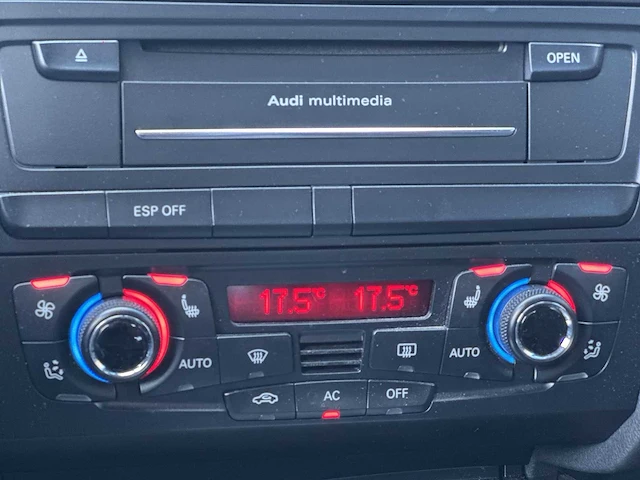 OPEN
Audi multimedia
ESP OFF
17.5°C 17.5°C
AUTO
AUTO
AC
OFF